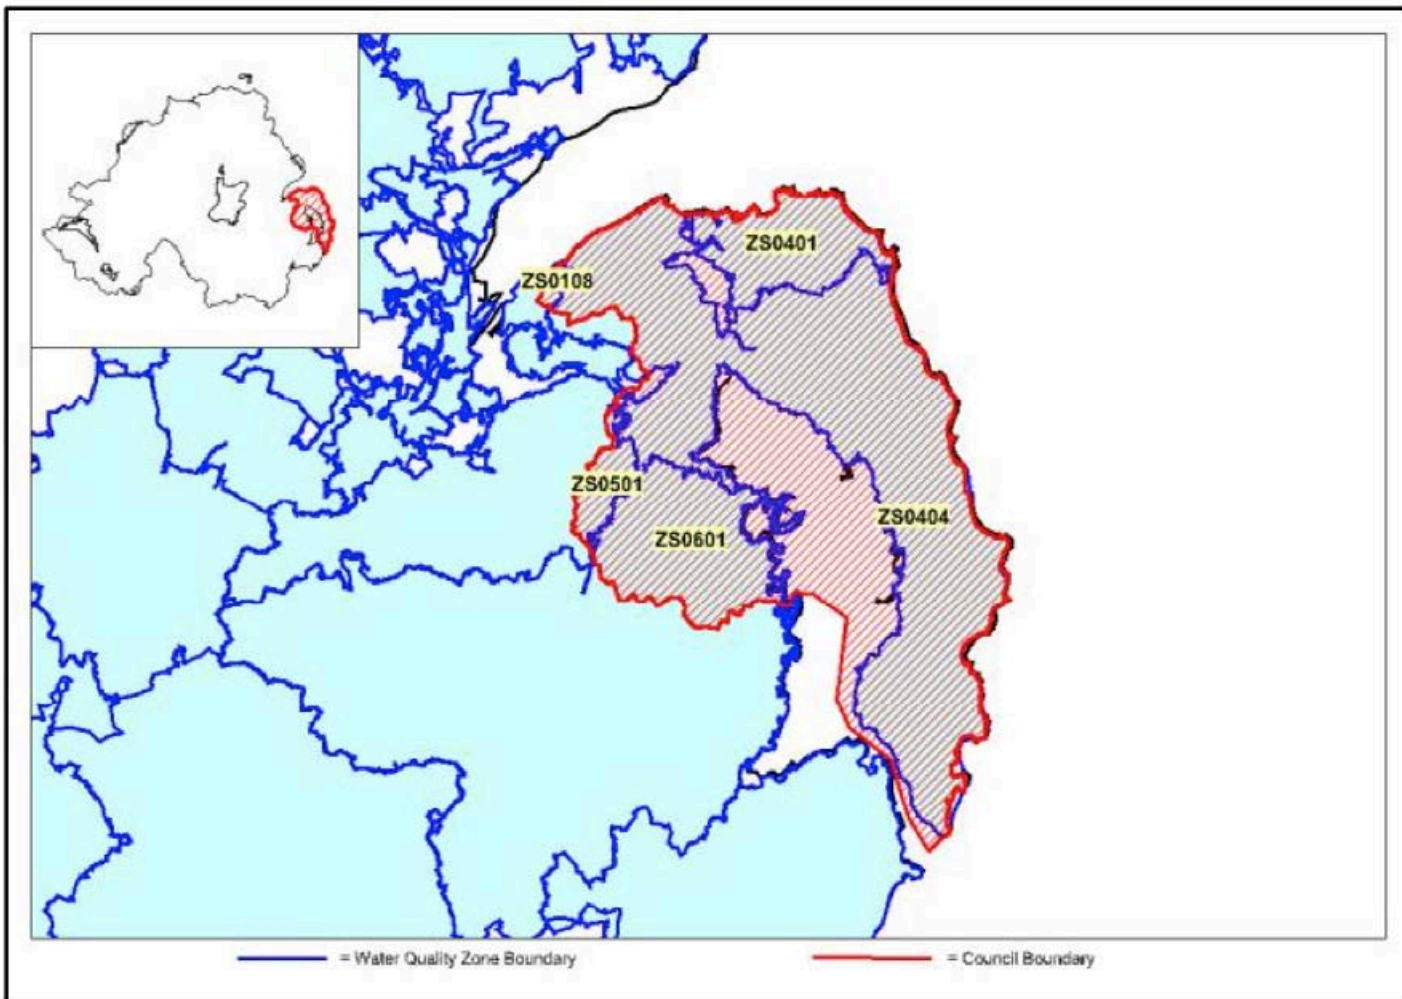 ZS0401
ZS0108
ZS0501
ZS0404
ZS0601
= Water Quality Zone Boundary
= Council Boundary